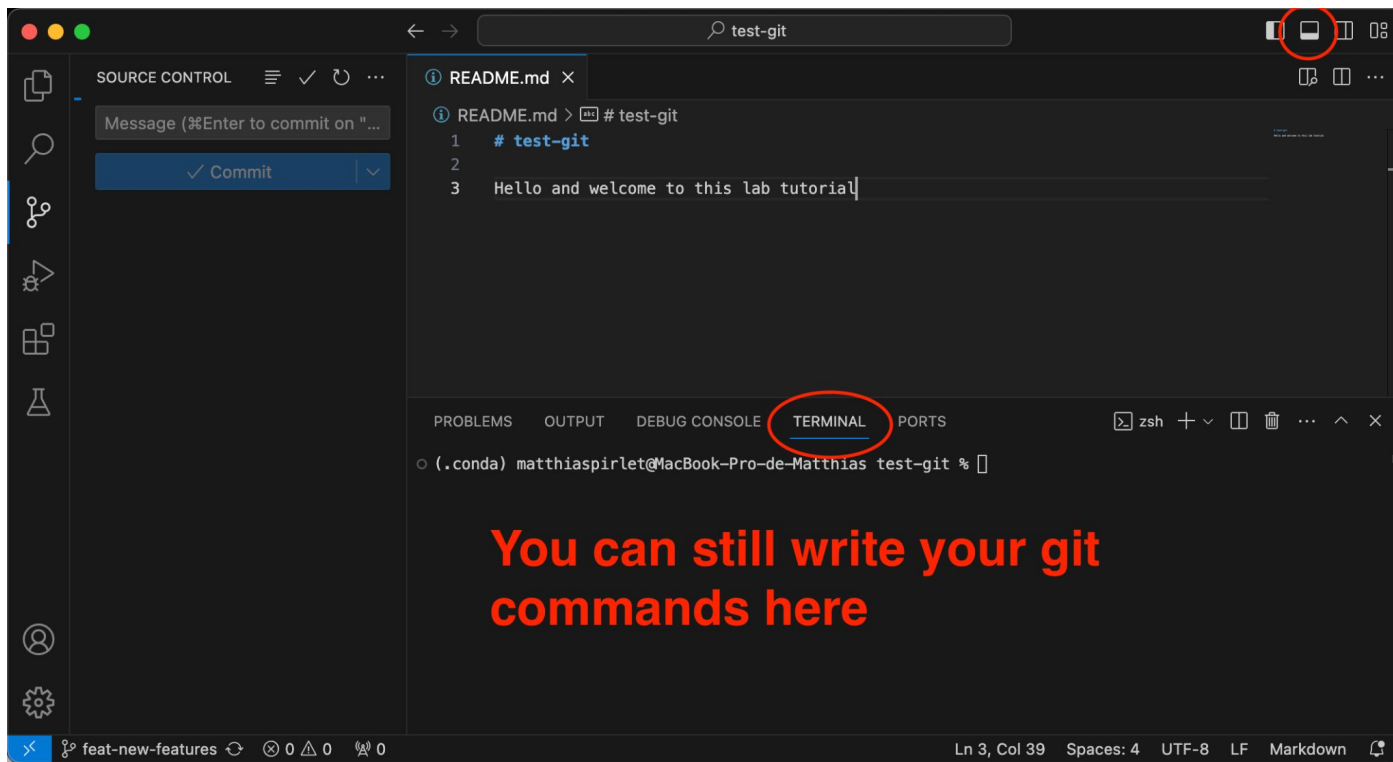 test-git
SOURCE CONTROL
README.md
README.md > # test-git
Message (⌘Enter to commit on "...
Commit
1 # test-git
2
3 Hello and welcome to this lab tutorial
PROBLEMS OUTPUT DEBUG CONSOLE TERMINAL PORTS zsh
(.conda) matthiaspirlet@MacBook-Pro-de-Matthias test-git %
You can still write your git
commands here
feat-new-features 0 0 0 Ln 3, Col 39 Spaces: 4 UTF-8 LF Markdown